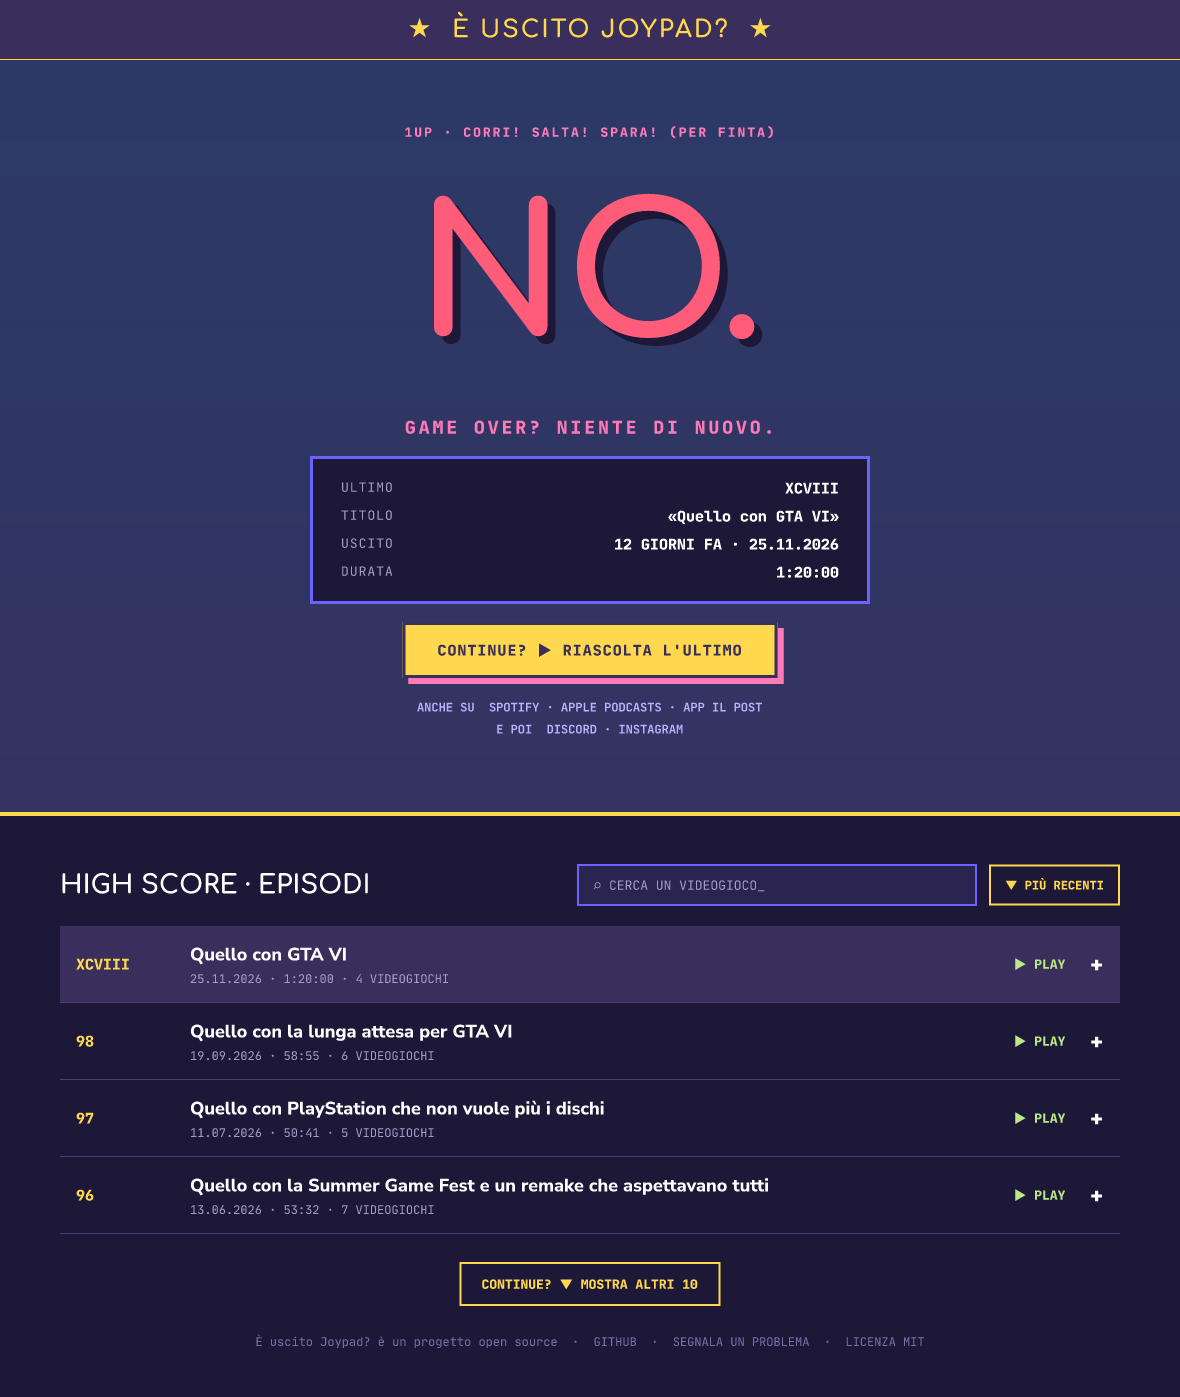 ★ È USCITO JOYPAD? ★
1UP · CORRI! SALTA! SPARA! (PER FINTA)
NO.
GAME OVER? NIENTE DI NUOVO.
ULTIMO XCVIII
TITOLO «Quello con GTA VI»
USCITO 12 GIORNI FA · 25.11.2026
DURATA 1:20:00
CONTINUE? ▶ RIASCOLTA L'ULTIMO
ANCHE SU SPOTIFY · APPLE PODCASTS · APP IL POST
E POI DISCORD · INSTAGRAM
HIGH SCORE · EPISODI
⌕ CERCA UN VIDEOGIOCO_
▼ PIÙ RECENTI
XCVIII
Quello con GTA VI
25.11.2026 · 1:20:00 · 4 VIDEOGIOCHI
▶ PLAY +
98
Quello con la lunga attesa per GTA VI
19.09.2026 · 58:55 · 6 VIDEOGIOCHI
▶ PLAY +
97
Quello con PlayStation che non vuole più i dischi
11.07.2026 · 50:41 · 5 VIDEOGIOCHI
▶ PLAY +
96
Quello con la Summer Game Fest e un remake che aspettavano tutti
13.06.2026 · 53:32 · 7 VIDEOGIOCHI
▶ PLAY +
CONTINUE? ▼ MOSTRA ALTRI 10
È uscito Joypad? è un progetto open source · GITHUB · SEGNALA UN PROBLEMA · LICENZA MIT